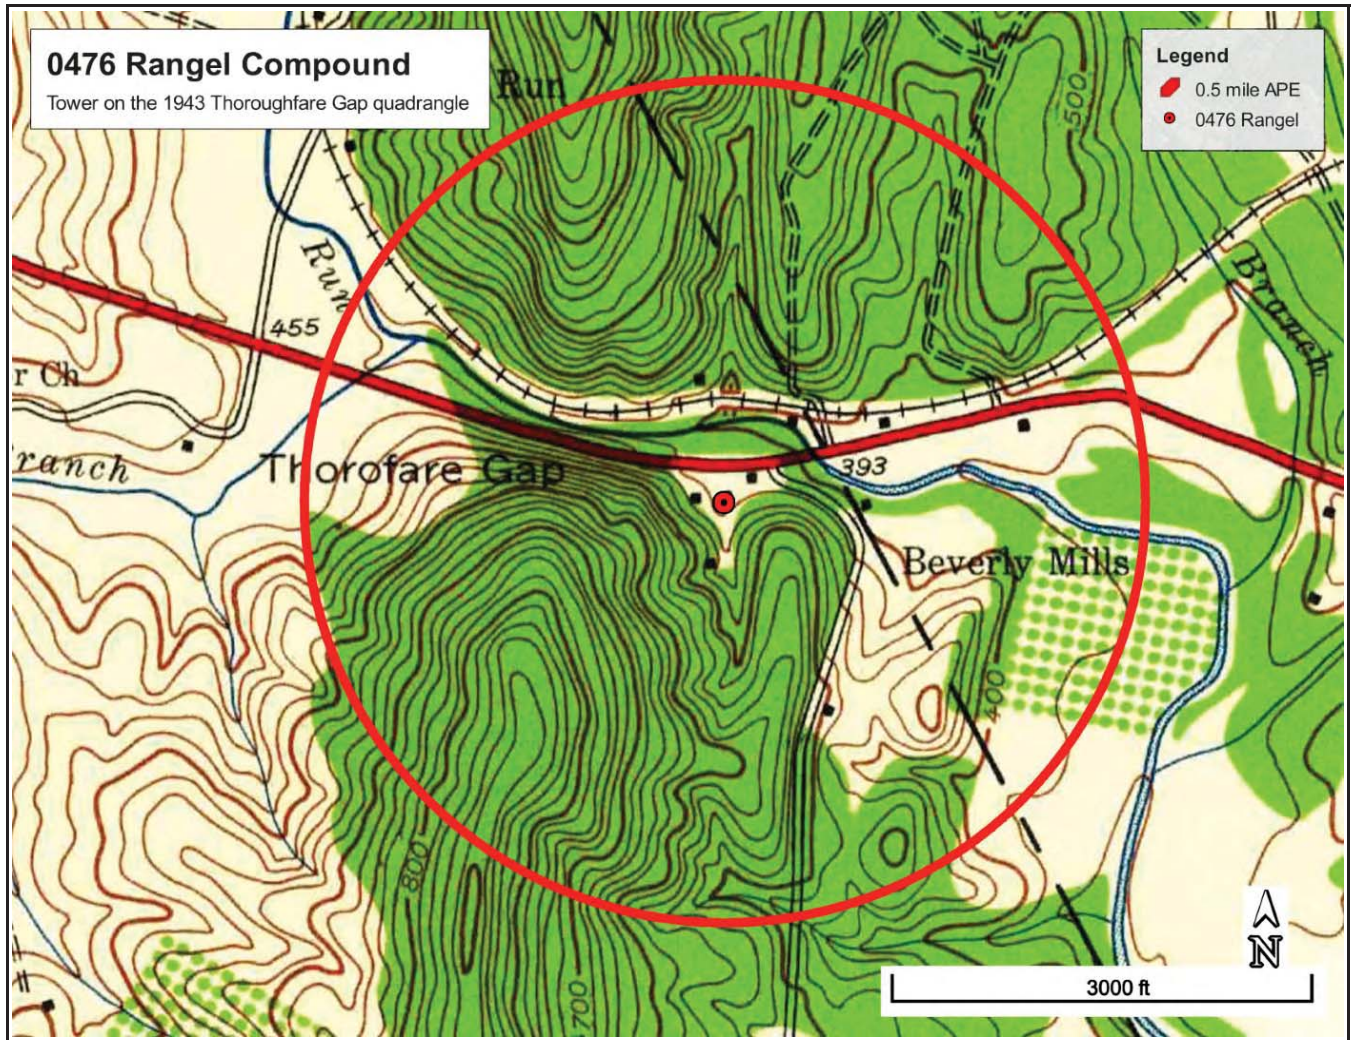 0476 Rangel Compound
Tower on the 1943 Thoroughfare Gap quadrangle
Legend
0.5 mile APE
0476 Rangel
Run
500
Run
Branch
455
r Ch
ranch
Thorofare Gap
393
Beverly Mills
400
800
700
N
3000 ft